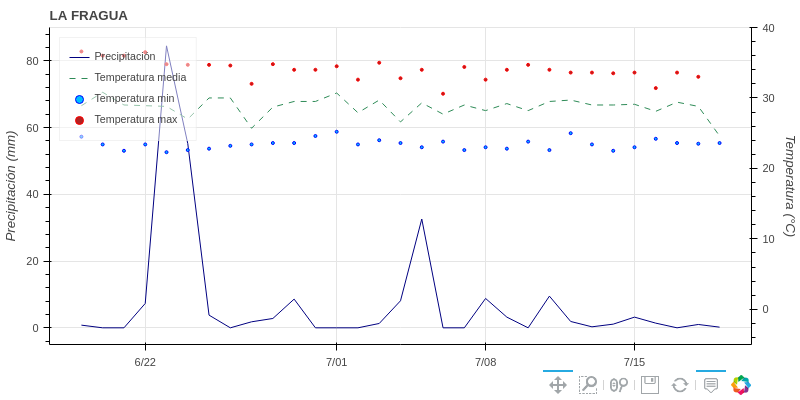 LA FRAGUA
Precipitación
Temperatura media
Temperatura min
Temperatura max
Precipitación (mm)
80
60
40
20
0
Temperatura (°C)
40
30
20
10
0
6/22
7/01
7/08
7/15